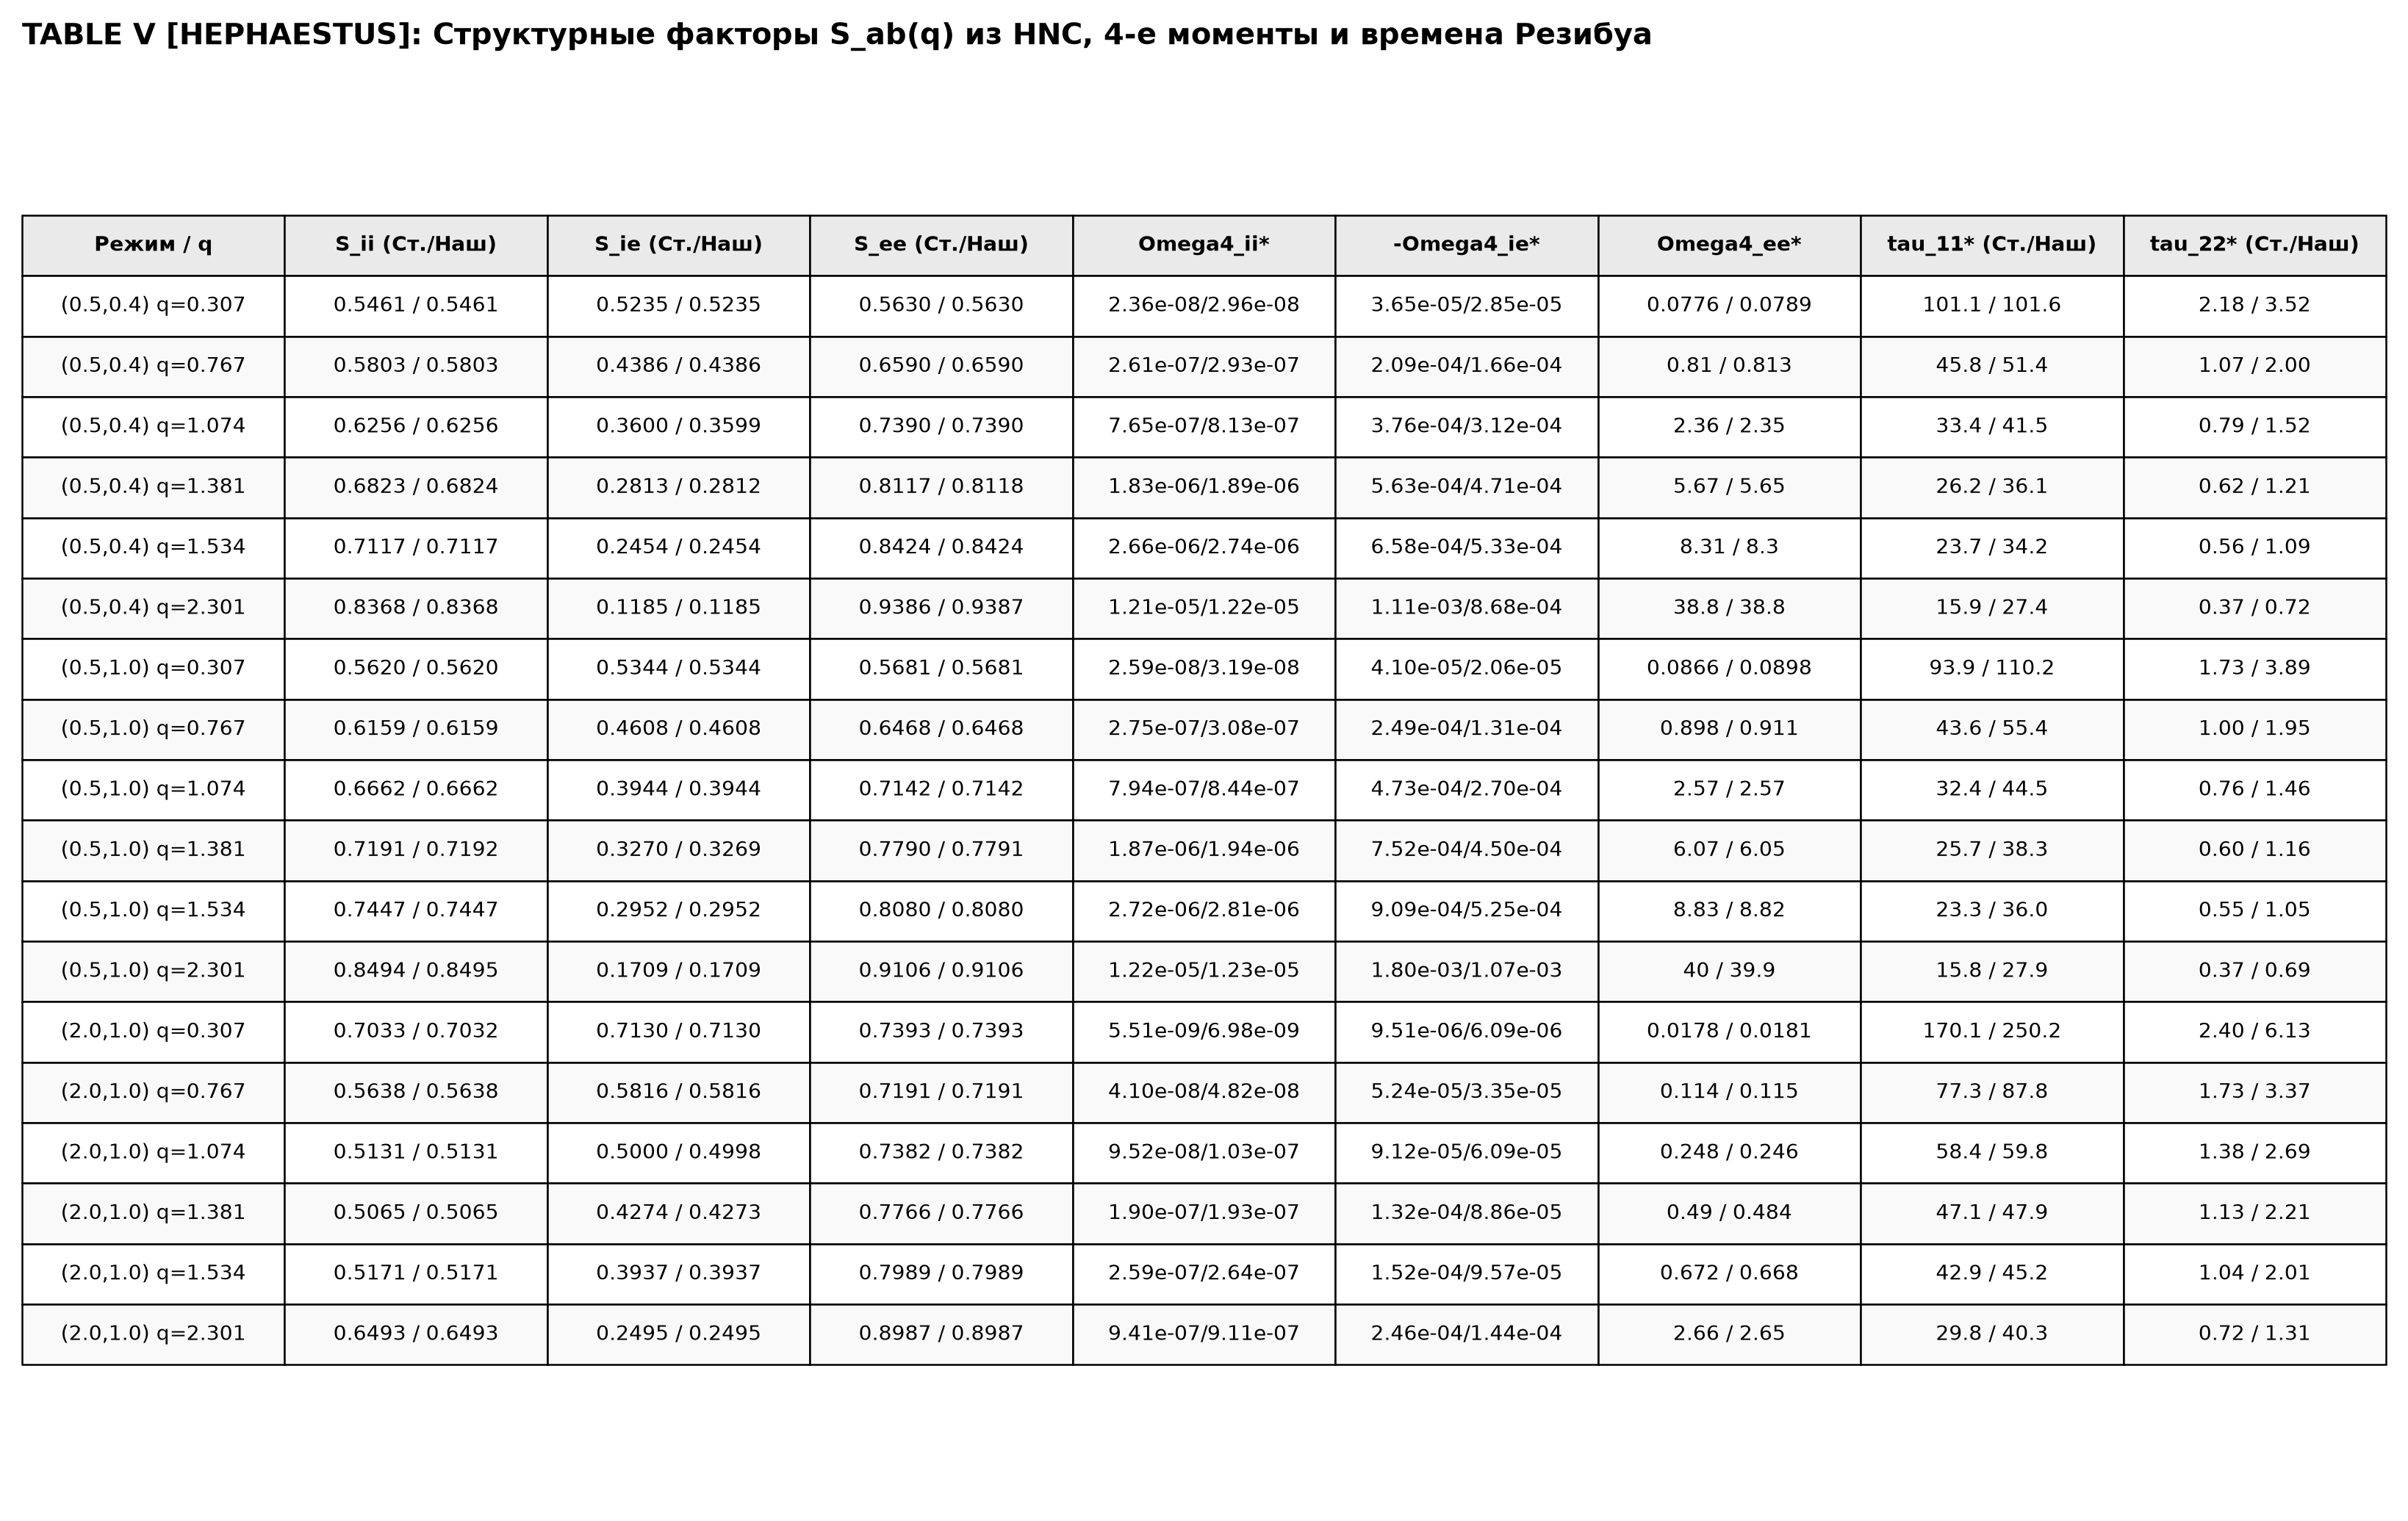 TABLE V [HEPHAESTUS]: Структурные факторы S_ab(q) из HNC, 4-е моменты и времена Резибуа
Режим / q S_ii (Ст./Наш) S_ie (Ст./Наш) S_ee (Ст./Наш) Omega4_ii* -Omega4_ie* Omega4_ee* tau_11* (Ст./Наш) tau_22* (Ст./Наш)
(0.5,0.4) q=0.307 0.5461 / 0.5461 0.5235 / 0.5235 0.5630 / 0.5630 2.36e-08/2.96e-08 3.65e-05/2.85e-05 0.0776 / 0.0789 101.1 / 101.6 2.18 / 3.52
(0.5,0.4) q=0.767 0.5803 / 0.5803 0.4386 / 0.4386 0.6590 / 0.6590 2.61e-07/2.93e-07 2.09e-04/1.66e-04 0.81 / 0.813 45.8 / 51.4 1.07 / 2.00
(0.5,0.4) q=1.074 0.6256 / 0.6256 0.3600 / 0.3599 0.7390 / 0.7390 7.65e-07/8.13e-07 3.76e-04/3.12e-04 2.36 / 2.35 33.4 / 41.5 0.79 / 1.52
(0.5,0.4) q=1.381 0.6823 / 0.6824 0.2813 / 0.2812 0.8117 / 0.8118 1.83e-06/1.89e-06 5.63e-04/4.71e-04 5.67 / 5.65 26.2 / 36.1 0.62 / 1.21
(0.5,0.4) q=1.534 0.7117 / 0.7117 0.2454 / 0.2454 0.8424 / 0.8424 2.66e-06/2.74e-06 6.58e-04/5.33e-04 8.31 / 8.3 23.7 / 34.2 0.56 / 1.09
(0.5,0.4) q=2.301 0.8368 / 0.8368 0.1185 / 0.1185 0.9386 / 0.9387 1.21e-05/1.22e-05 1.11e-03/8.68e-04 38.8 / 38.8 15.9 / 27.4 0.37 / 0.72
(0.5,1.0) q=0.307 0.5620 / 0.5620 0.5344 / 0.5344 0.5681 / 0.5681 2.59e-08/3.19e-08 4.10e-05/2.06e-05 0.0866 / 0.0898 93.9 / 110.2 1.73 / 3.89
(0.5,1.0) q=0.767 0.6159 / 0.6159 0.4608 / 0.4608 0.6468 / 0.6468 2.75e-07/3.08e-07 2.49e-04/1.31e-04 0.898 / 0.911 43.6 / 55.4 1.00 / 1.95
(0.5,1.0) q=1.074 0.6662 / 0.6662 0.3944 / 0.3944 0.7142 / 0.7142 7.94e-07/8.44e-07 4.73e-04/2.70e-04 2.57 / 2.57 32.4 / 44.5 0.76 / 1.46
(0.5,1.0) q=1.381 0.7191 / 0.7192 0.3270 / 0.3269 0.7790 / 0.7791 1.87e-06/1.94e-06 7.52e-04/4.50e-04 6.07 / 6.05 25.7 / 38.3 0.60 / 1.16
(0.5,1.0) q=1.534 0.7447 / 0.7447 0.2952 / 0.2952 0.8080 / 0.8080 2.72e-06/2.81e-06 9.09e-04/5.25e-04 8.83 / 8.82 23.3 / 36.0 0.55 / 1.05
(0.5,1.0) q=2.301 0.8494 / 0.8495 0.1709 / 0.1709 0.9106 / 0.9106 1.22e-05/1.23e-05 1.80e-03/1.07e-03 40 / 39.9 15.8 / 27.9 0.37 / 0.69
(2.0,1.0) q=0.307 0.7033 / 0.7032 0.7130 / 0.7130 0.7393 / 0.7393 5.51e-09/6.98e-09 9.51e-06/6.09e-06 0.0178 / 0.0181 170.1 / 250.2 2.40 / 6.13
(2.0,1.0) q=0.767 0.5638 / 0.5638 0.5816 / 0.5816 0.7191 / 0.7191 4.10e-08/4.82e-08 5.24e-05/3.35e-05 0.114 / 0.115 77.3 / 87.8 1.73 / 3.37
(2.0,1.0) q=1.074 0.5131 / 0.5131 0.5000 / 0.4998 0.7382 / 0.7382 9.52e-08/1.03e-07 9.12e-05/6.09e-05 0.248 / 0.246 58.4 / 59.8 1.38 / 2.69
(2.0,1.0) q=1.381 0.5065 / 0.5065 0.4274 / 0.4273 0.7766 / 0.7766 1.90e-07/1.93e-07 1.32e-04/8.86e-05 0.49 / 0.484 47.1 / 47.9 1.13 / 2.21
(2.0,1.0) q=1.534 0.5171 / 0.5171 0.3937 / 0.3937 0.7989 / 0.7989 2.59e-07/2.64e-07 1.52e-04/9.57e-05 0.672 / 0.668 42.9 / 45.2 1.04 / 2.01
(2.0,1.0) q=2.301 0.6493 / 0.6493 0.2495 / 0.2495 0.8987 / 0.8987 9.41e-07/9.11e-07 2.46e-04/1.44e-04 2.66 / 2.65 29.8 / 40.3 0.72 / 1.31